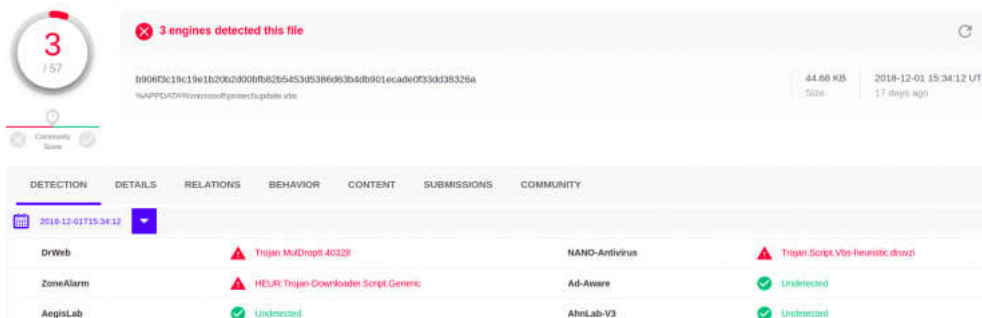 3 engines detected this file
3
/ 57
44.66 KB
2018-12-01 15:34:12 UT
Size
17 days ago
Community
Score
DETECTION DETAILS RELATIONS BEHAVIOR CONTENT SUBMISSIONS COMMUNITY
2018-12-01T15:34:12
DrWeb Trojan.MulDrop8.40328 NANO-Antivirus Trojan.Script.Vbs-heuristic.druvzi
ZoneAlarm HEUR:Trojan-Downloader.Script.Generic Ad-Aware Undetected
AegisLab Undetected AhnLab-V3 Undetected